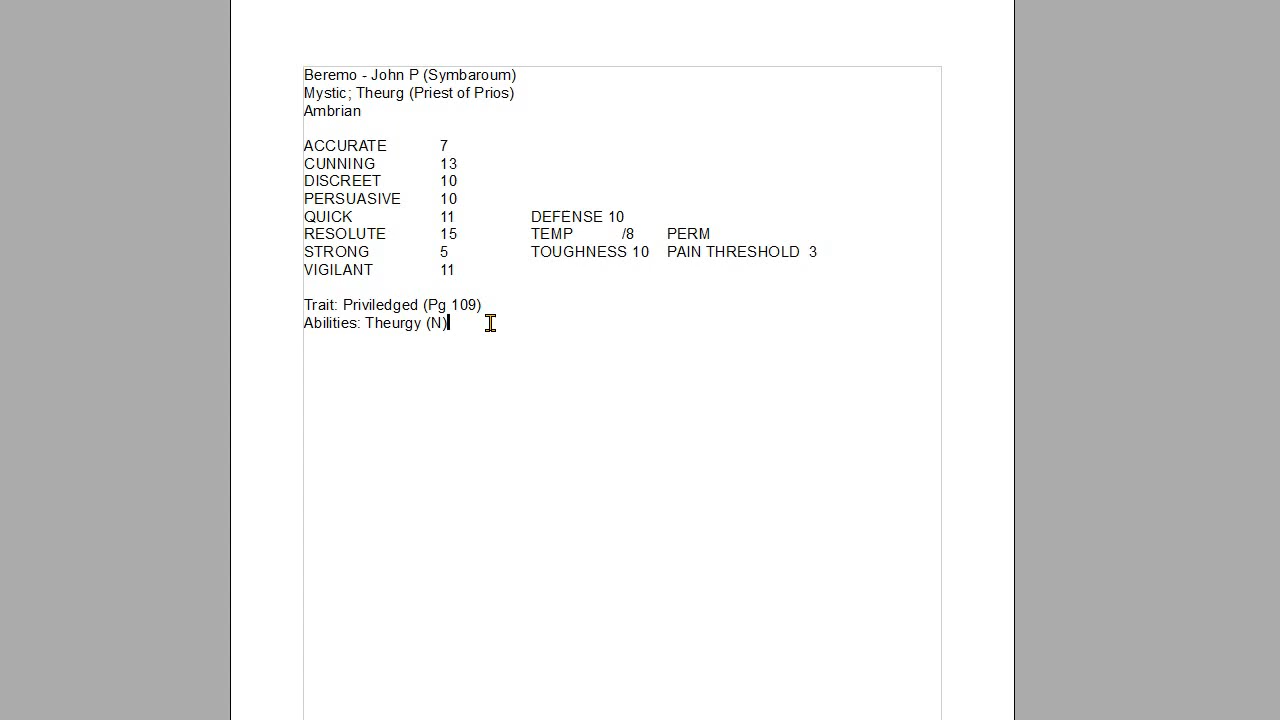 Beremo - John P (Symbaroum)
Mystic; Theurg (Priest of Prios)
Ambrian
ACCURATE 7
CUNNING 13
DISCREET 10
PERSUASIVE 10
QUICK 11 DEFENSE 10
RESOLUTE 15 TEMP /8 PERM
STRONG 5 TOUGHNESS 10 PAIN THRESHOLD 3
VIGILANT 11
Trait: Priviledged (Pg 109)
Abilities: Theurgy (N)